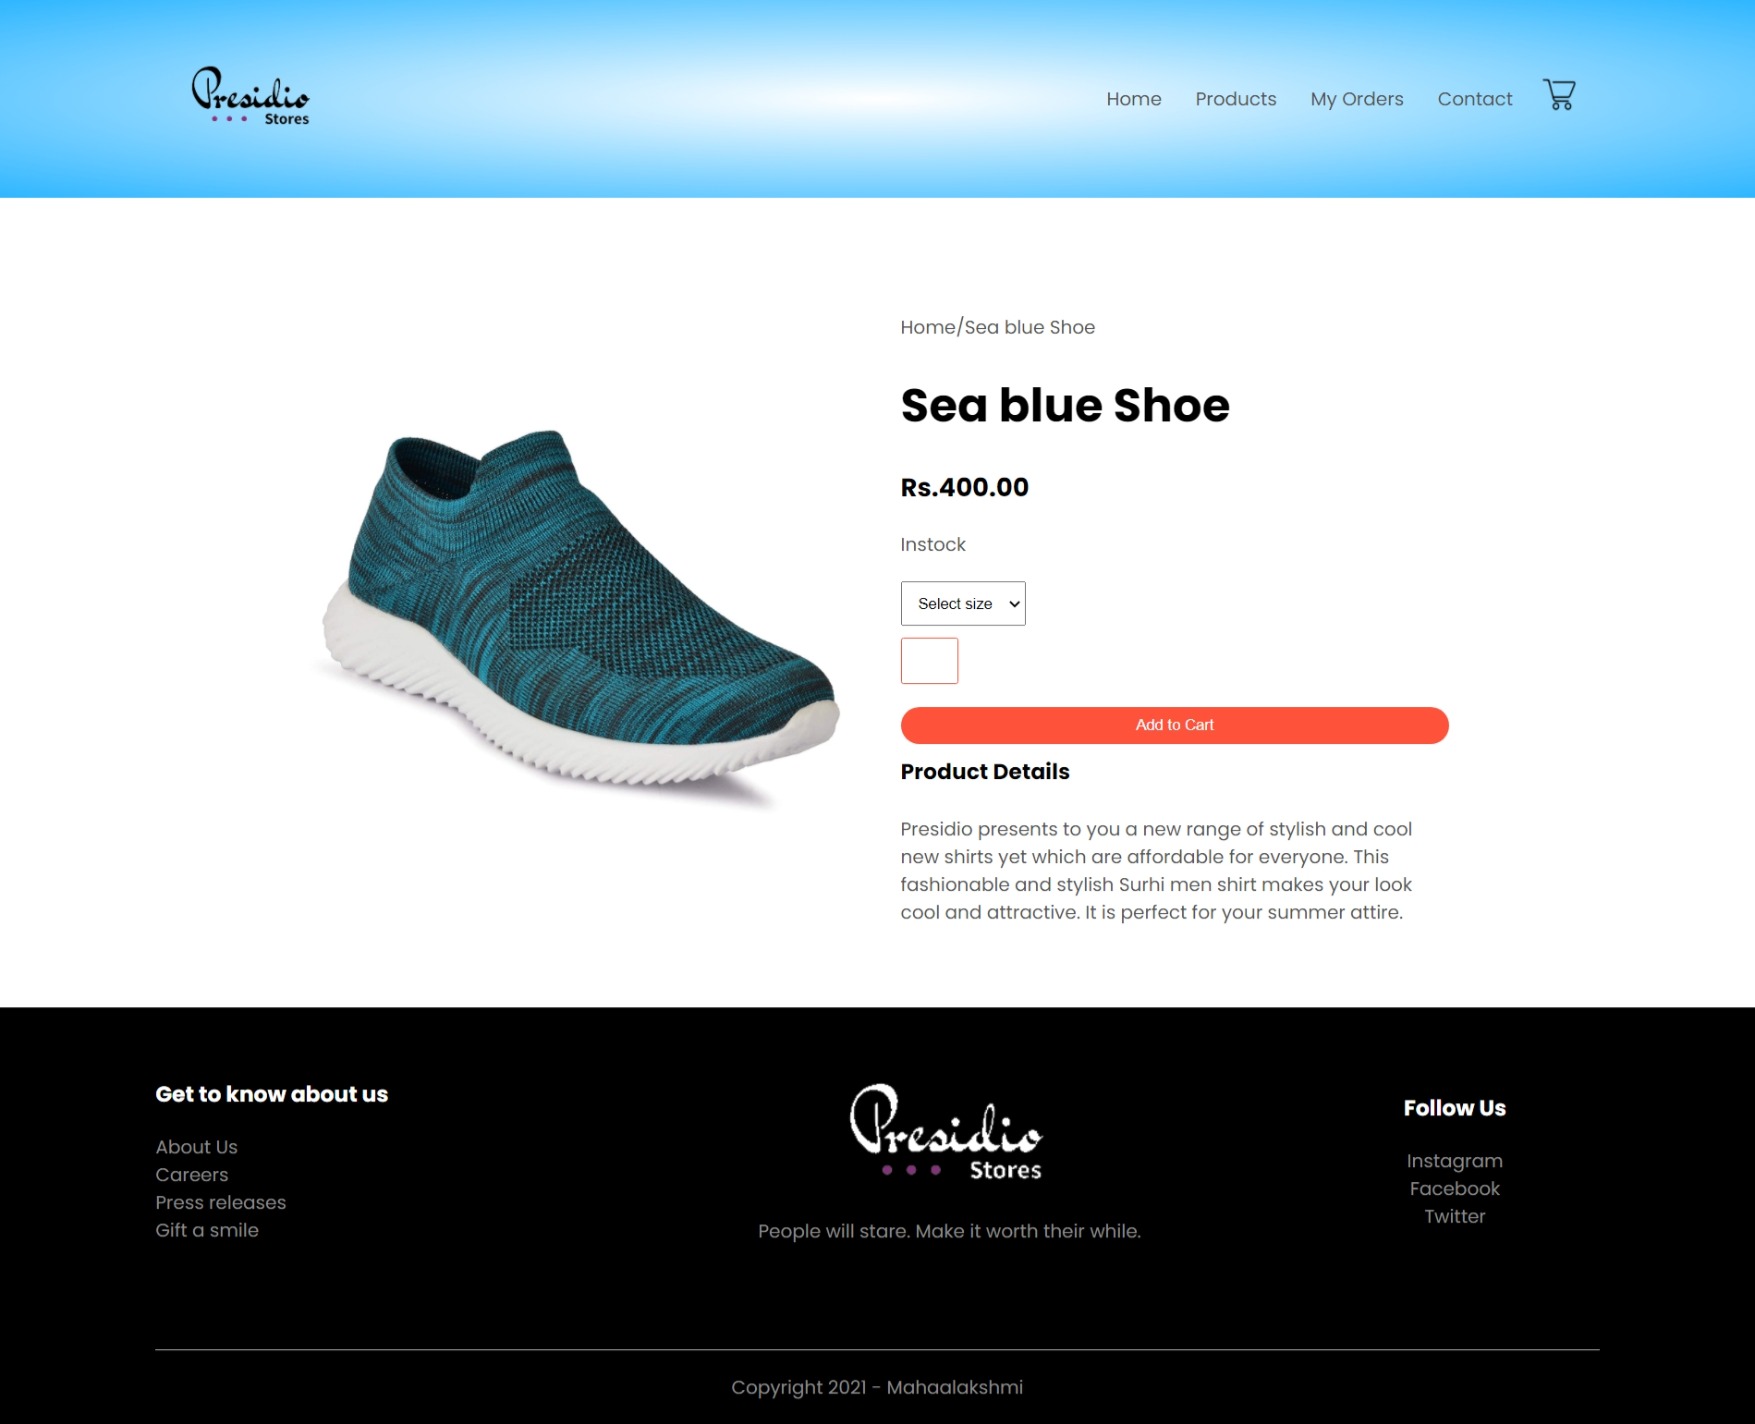 Presidio
Stores
Home Products My Orders Contact
Home/Sea blue Shoe
Sea blue Shoe
Rs.400.00
Instock
Select size
Add to Cart
Product Details
Presidio presents to you a new range of stylish and cool
new shirts yet which are affordable for everyone. This
fashionable and stylish Surhi men shirt makes your look
cool and attractive. It is perfect for your summer attire.
Get to know about us
About Us
Careers
Press releases
Gift a smile
Presidio
Stores
People will stare. Make it worth their while.
Follow Us
Instagram
Facebook
Twitter
Copyright 2021 - Mahaalakshmi